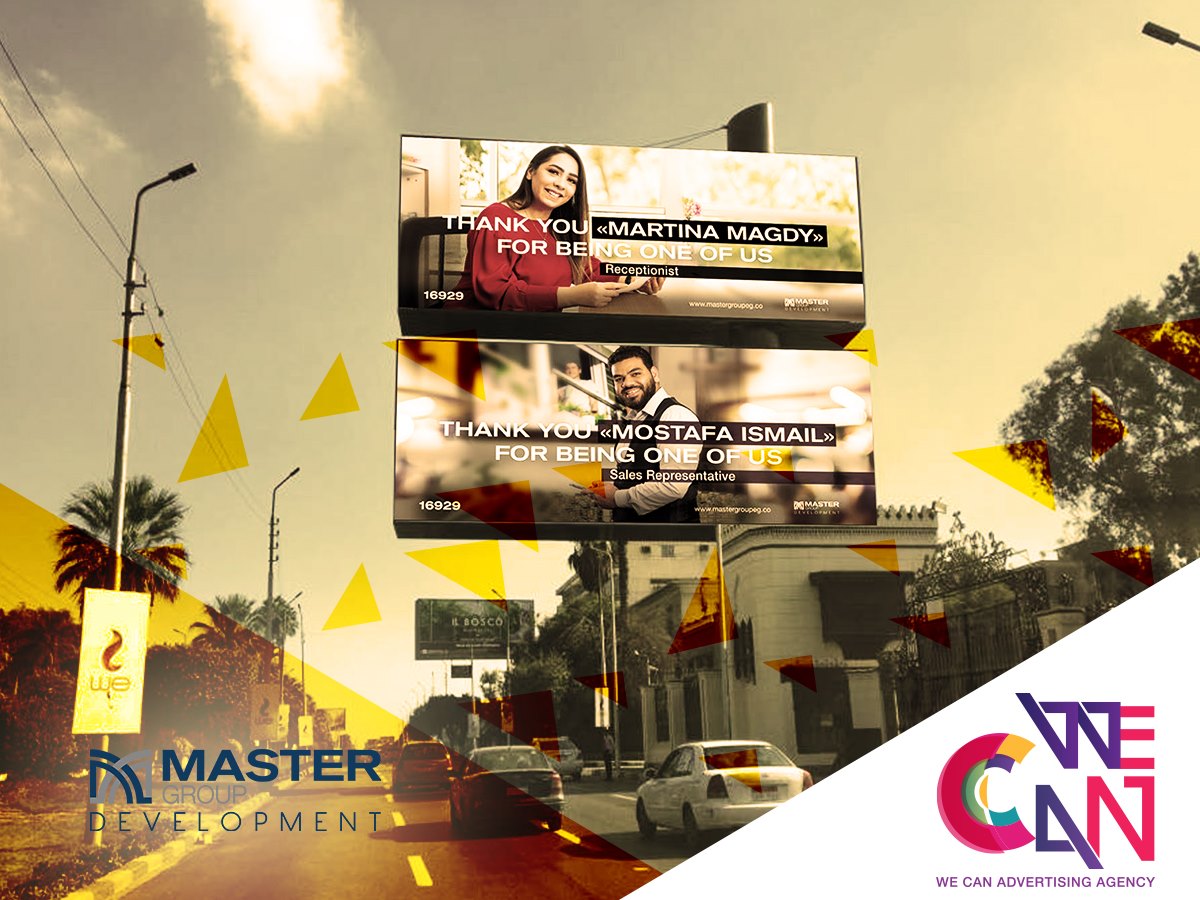 THANK YOU «MARTINA MAGDY»
FOR BEING ONE OF US
Receptionist
16929
www.mastergroupeg.co
MASTER
DEVELOPMENT
THANK YOU «MOSTAFA ISMAIL»
FOR BEING ONE OF US
Sales Representative
16929
www.mastergroupeg.co
MASTER
DEVELOPMENT
IL BOSCO
we
MASTER
GROUP
DEVELOPMENT
WE
CAN
WE CAN ADVERTISING AGENCY